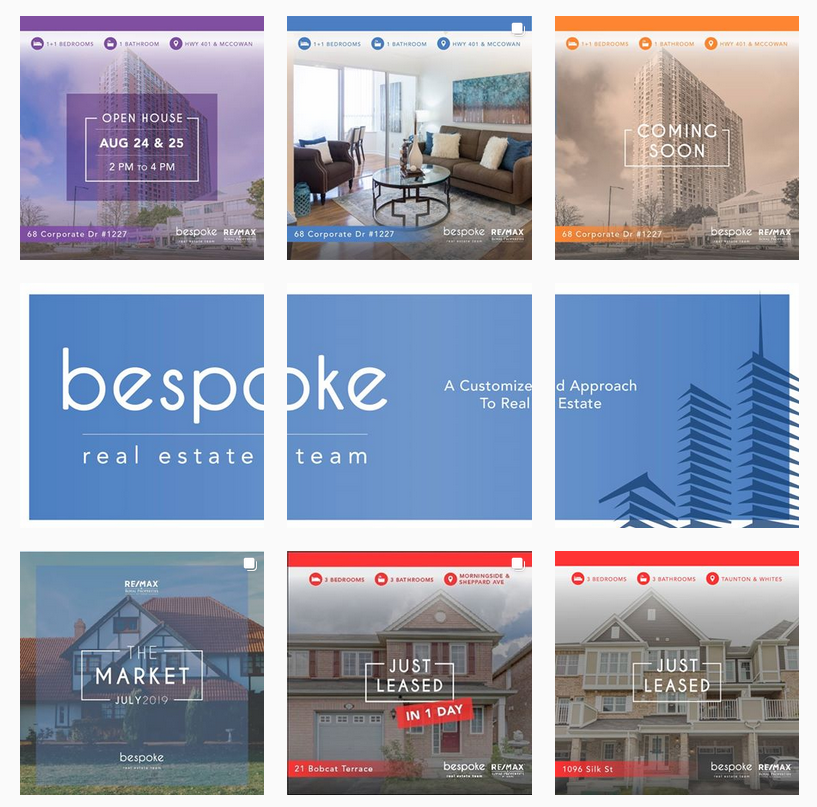 1+1 BEDROOMS 1 BATHROOM HWY 401 & MCCOWAN
OPEN HOUSE
AUG 24 & 25
2 PM TO 4 PM
68 Corporate Dr #1227
bespoke RE/MAX
real estate team
1+1 BEDROOMS 1 BATHROOM HWY 401 & MCCOWAN
68 Corporate Dr #1227
bespoke RE/MAX
real estate team
1+1 BEDROOMS 1 BATHROOM HWY 401 & MCCOWAN
COMING
SOON
68 Corporate Dr #1227
bespoke RE/MAX
real estate team
bespooke
real estate team
A Customized Approach
To Real Estate
RE/MAX
THE
MARKET
JULY2019
bespoke
real estate team
3 BEDROOMS 3 BATHROOMS MORNINGSIDE &
SHEPPARD AVE
JUST
LEASED
IN 1 DAY
21 Bobcat Terrace
bespoke RE/MAX
real estate team
3 BEDROOMS 3 BATHROOMS TAUNTON & WHITES
JUST
LEASED
1096 Silk St
bespoke RE/MAX
real estate team